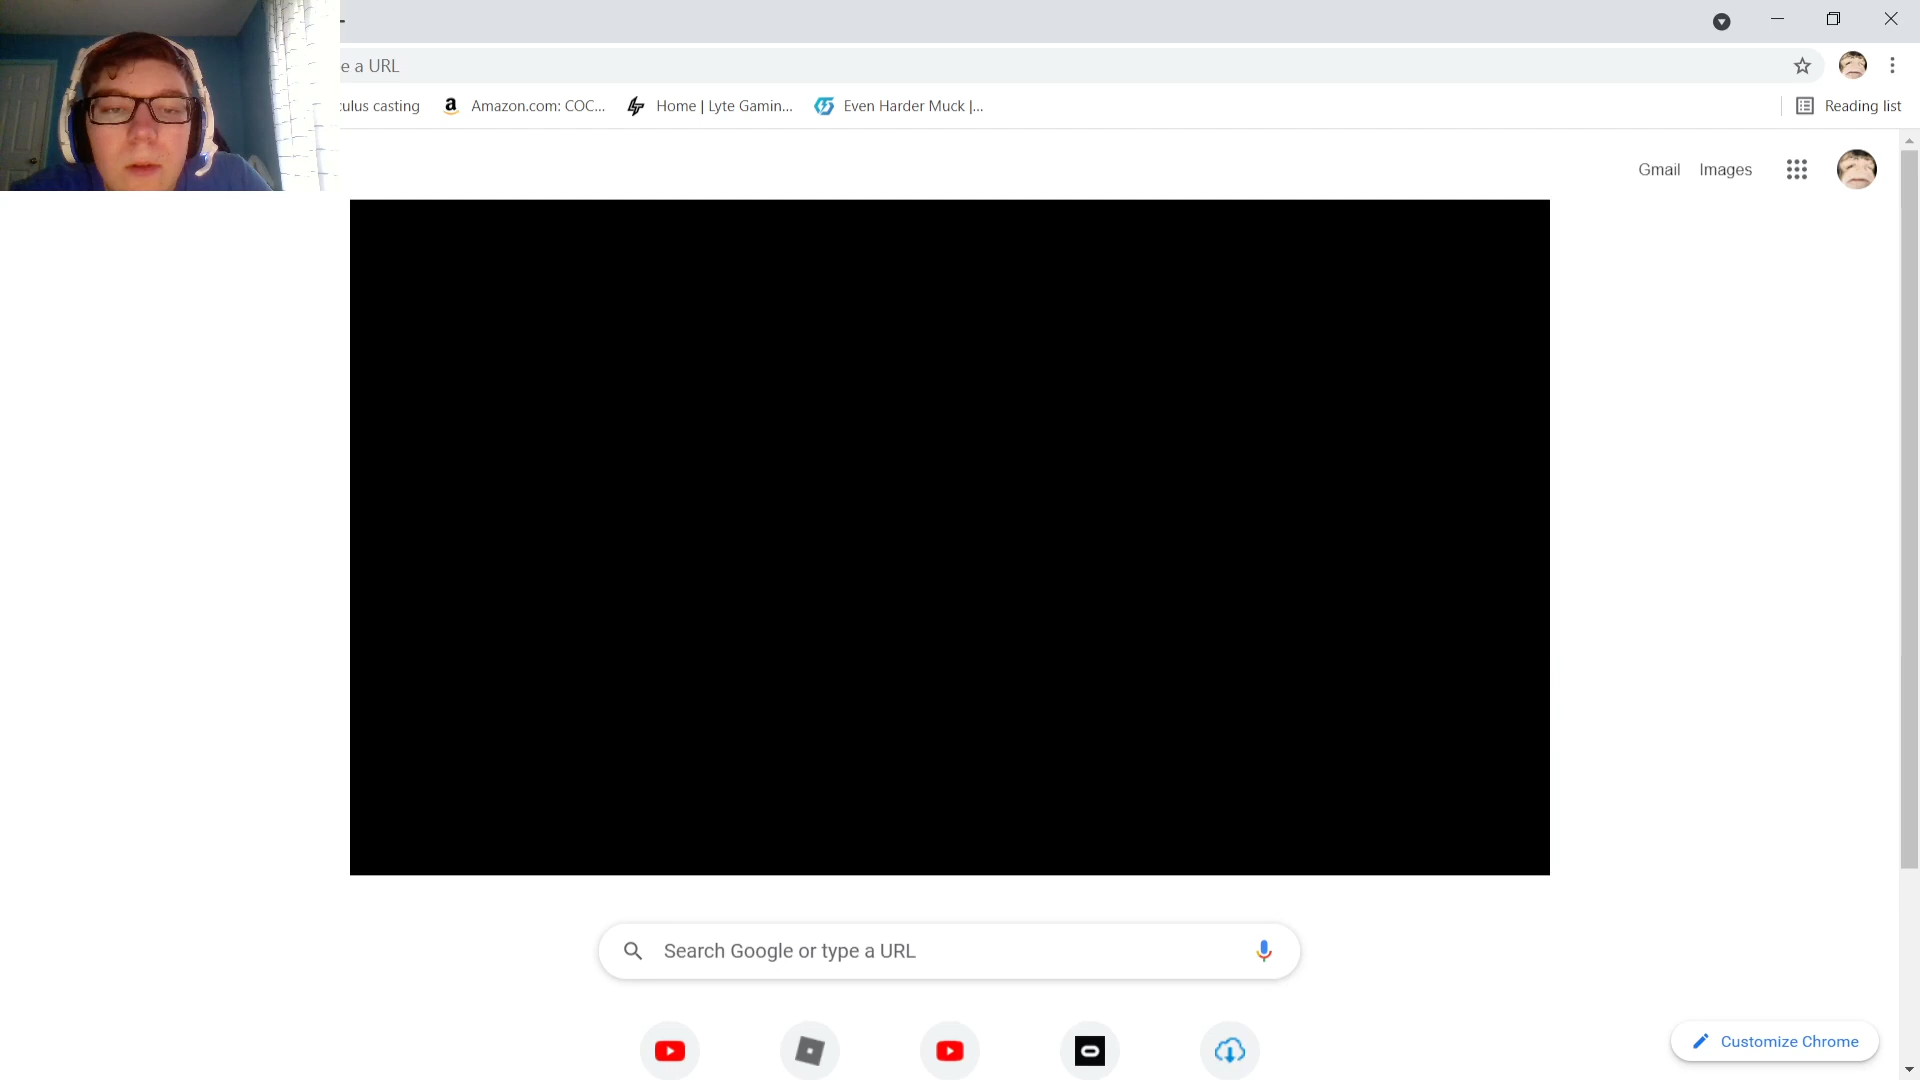 e a URL
ulus casting
Amazon.com: COC...
Home | Lyte Gamin...
Even Harder Muck |...
Reading list
Gmail
Images
Search Google or type a URL
Customize Chrome